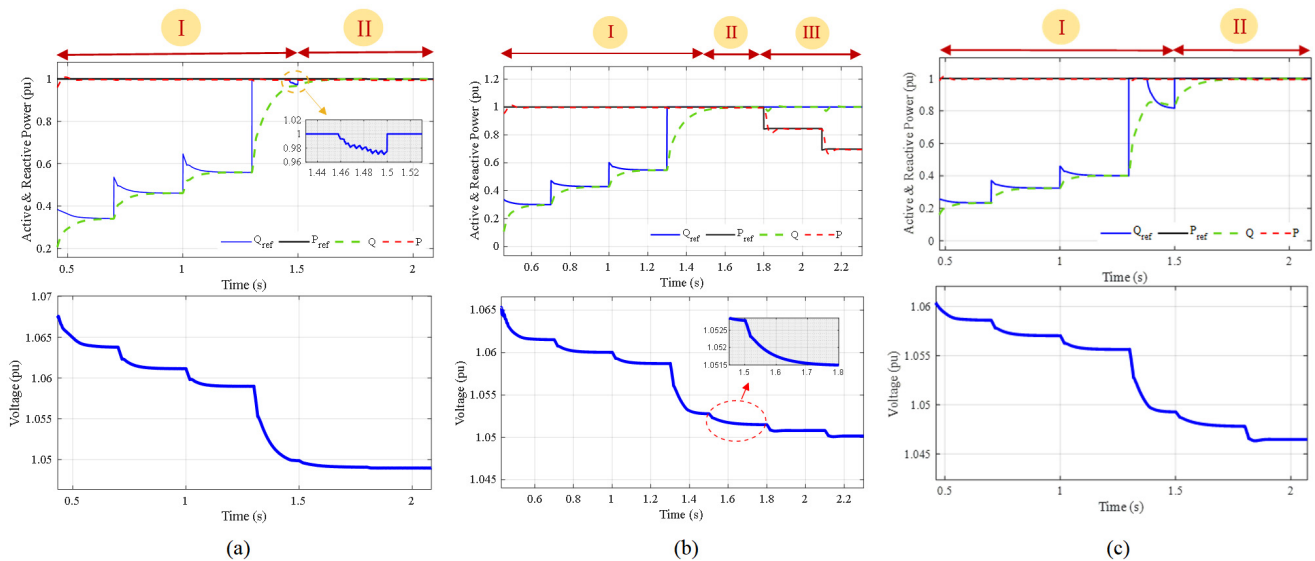 I II
Active & Reactive Power (pu)
1
0.8
0.6
0.4
0.2
1.02
1
0.98
0.96
1.44 1.46 1.48 1.5 1.52
Qref Pref Q P
0.5 1 1.5 2
Time (s)
Voltage (pu)
1.07
1.06
1.05
0.5 1 1.5 2
Time (s)
(a)
I II III
Active & Reactive Power (pu)
1.2
1
0.8
0.6
0.4
0.2
0
Qref Pref Q P
0.6 0.8 1 1.2 1.4 1.6 1.8 2 2.2
Time (s)
Voltage (pu)
1.065
1.06
1.055
1.05
1.045
1.0525
1.052
1.0515
1.5 1.6 1.7 1.8
0.6 0.8 1 1.2 1.4 1.6 1.8 2 2.2
Time (s)
(b)
I II
Active & Reactive Power (pu)
1
0.8
0.6
0.4
0.2
0
Qref Pref Q P
0.5 1 1.5 2
Time (s)
Voltage (pu)
1.06
1.055
1.05
1.045
0.5 1 1.5 2
Time (s)
(c)